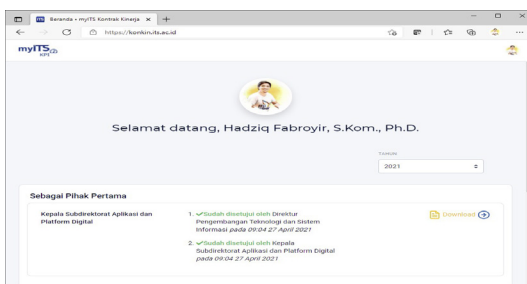 Beranda - myITS Kontrak Kinerja
https://konkin.its.ac.id
myITS
KPI
Selamat datang, Hadziq Fabroyir, S.Kom., Ph.D.
TAHUN
2021
Sebagai Pihak Pertama
Kepala Subdirektorat Aplikasi dan
Platform Digital
1. ✔Sudah disetujui oleh Direktur
Pengembangan Teknologi dan Sistem
Informasi pada 09:04 27 April 2021
2. ✔Sudah disetujui oleh Kepala
Subdirektorat Aplikasi dan Platform Digital
pada 09:04 27 April 2021
Download